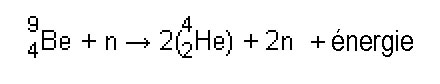 ⁹₄Be + n → 2(⁴₂He) + 2n + énergie